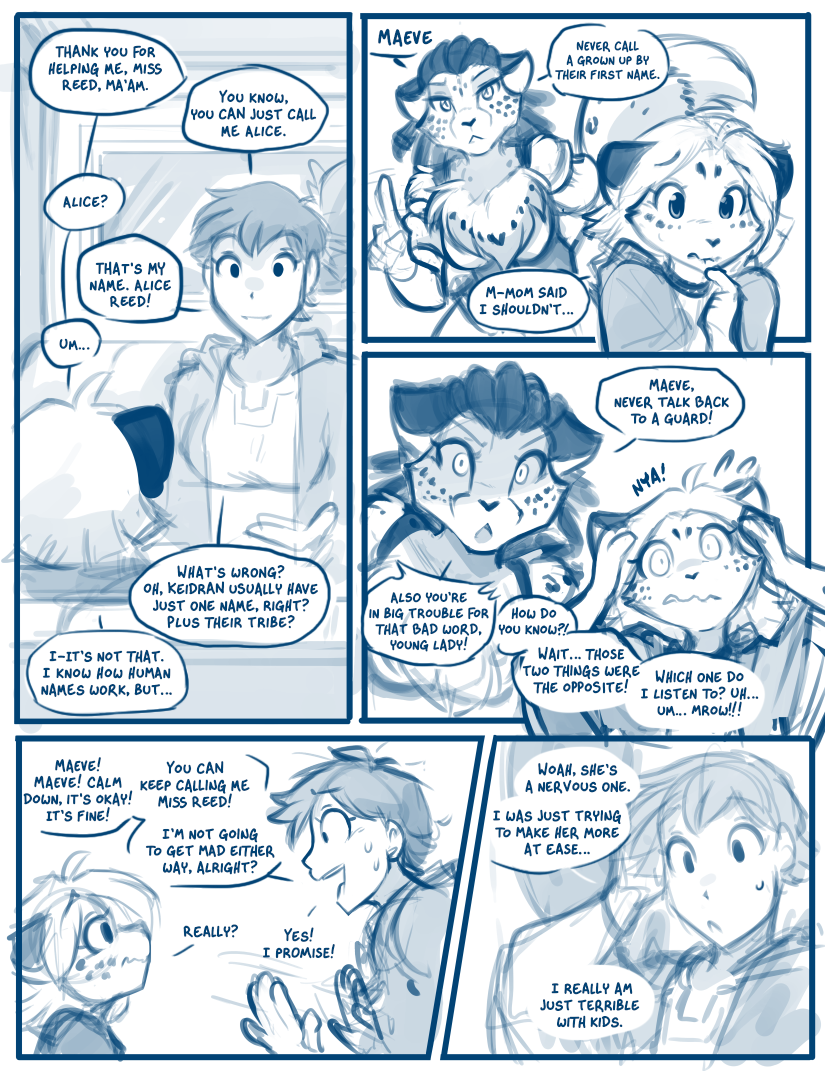 THANK YOU FOR
HELPING ME, MISS
REED, MA'AM.
YOU KNOW,
YOU CAN JUST CALL
ME ALICE.
ALICE?
THAT'S MY
NAME. ALICE
REED!
UM...
WHAT'S WRONG?
OH, KEIDRAN USUALLY HAVE
JUST ONE NAME, RIGHT?
PLUS THEIR TRIBE?
I-IT'S NOT THAT.
I KNOW HOW HUMAN
NAMES WORK, BUT...
MAEVE
NEVER CALL
A GROWN UP BY
THEIR FIRST NAME.
M-MOM SAID
I SHOULDN'T...
MAEVE,
NEVER TALK BACK
TO A GUARD!
NYA!
ALSO YOU'RE
IN BIG TROUBLE FOR
THAT BAD WORD,
YOUNG LADY!
HOW DO
YOU KNOW?!
WAIT... THOSE
TWO THINGS WERE
THE OPPOSITE!
WHICH ONE DO
I LISTEN TO? UH...
UM... MROW!!!
MAEVE!
MAEVE! CALM
DOWN, IT'S OKAY!
IT'S FINE!
YOU CAN
KEEP CALLING ME
MISS REED!
I'M NOT GOING
TO GET MAD EITHER
WAY, ALRIGHT?
REALLY?
YES!
I PROMISE!
WOAH, SHE'S
A NERVOUS ONE.
I WAS JUST TRYING
TO MAKE HER MORE
AT EASE...
I REALLY AM
JUST TERRIBLE
WITH KIDS.